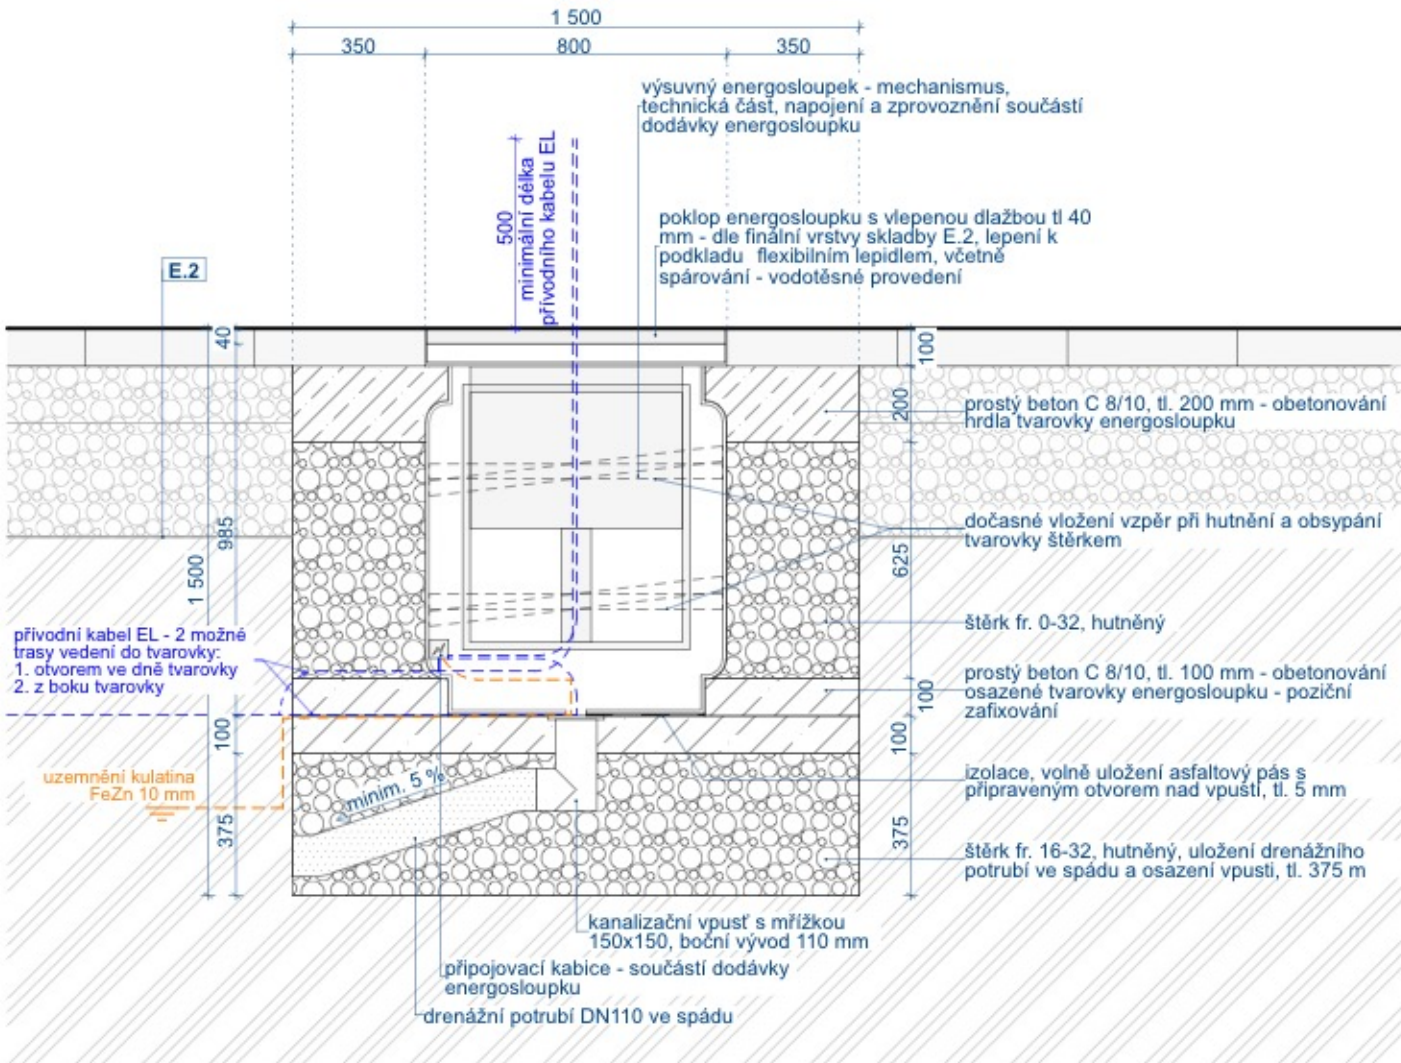 1 500
350
800
350
výsuvný energosloupek - mechanismus,
technická část, napojení a zprovoznění součástí
dodávky energosloupku
500
minimální délka
přívodního kabelu EL
poklop energosloupku s vlepenou dlažbou tl 40
mm - dle finální vrstvy skladby E.2, lepení k
podkladu flexibilním lepidlem, včetně
spárování - vodotěsné provedení
E.2
40
100
200
prostý beton C 8/10, tl. 200 mm - obetonování
hrdla tvarovky energosloupku
985
1 500
dočasné vložení vzpěr při hutnění a obsypání
tvarovky štěrkem
625
štěrk fr. 0-32, hutněný
přívodní kabel EL - 2 možné
trasy vedení do tvarovky:
1. otvorem ve dně tvarovky
2. z boku tvarovky
prostý beton C 8/10, tl. 100 mm - obetonování
osazené tvarovky energosloupku - poziční
zafixování
100
100
100
uzemnění kulatina
FeZn 10 mm
minim. 5 %
izolace, volně uložení asfaltový pás s
připraveným otvorem nad vpustí, tl. 5 mm
375
375
štěrk fr. 16-32, hutněný, uložení drenážního
potrubí ve spádu a osazení vpusti, tl. 375 m
kanalizační vpusť s mřížkou
150x150, boční vývod 110 mm
připojovací kabice - součástí dodávky
energosloupku
drenážní potrubí DN110 ve spádu